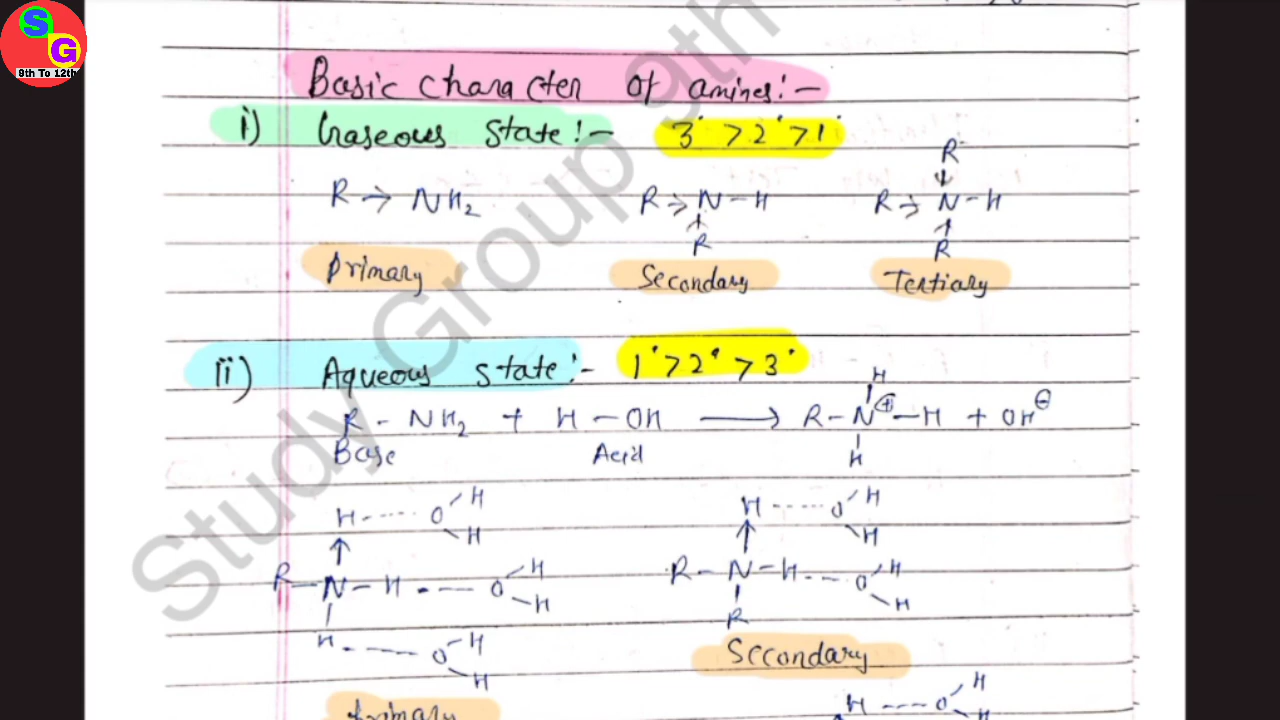 S
G
9th To 12th
Study Group 9th
Basic character of amines:-
i) Gaseous state:- 3° > 2° > 1°
R
R → NH2 R → N - H R → N - H
R R
Primary Secondary Tertiary
ii) Aqueous state:- 1° > 2° > 3°
H
R - NH2 + H - OH ⟶ R - N⊕ - H + OH⊖
Base Acid H
H ---- O H H ---- O H
H H
R - N - H ---- O H R - N - H --- O H
H H
H ---- O H R
H Secondary
Primary H ---- O H
H